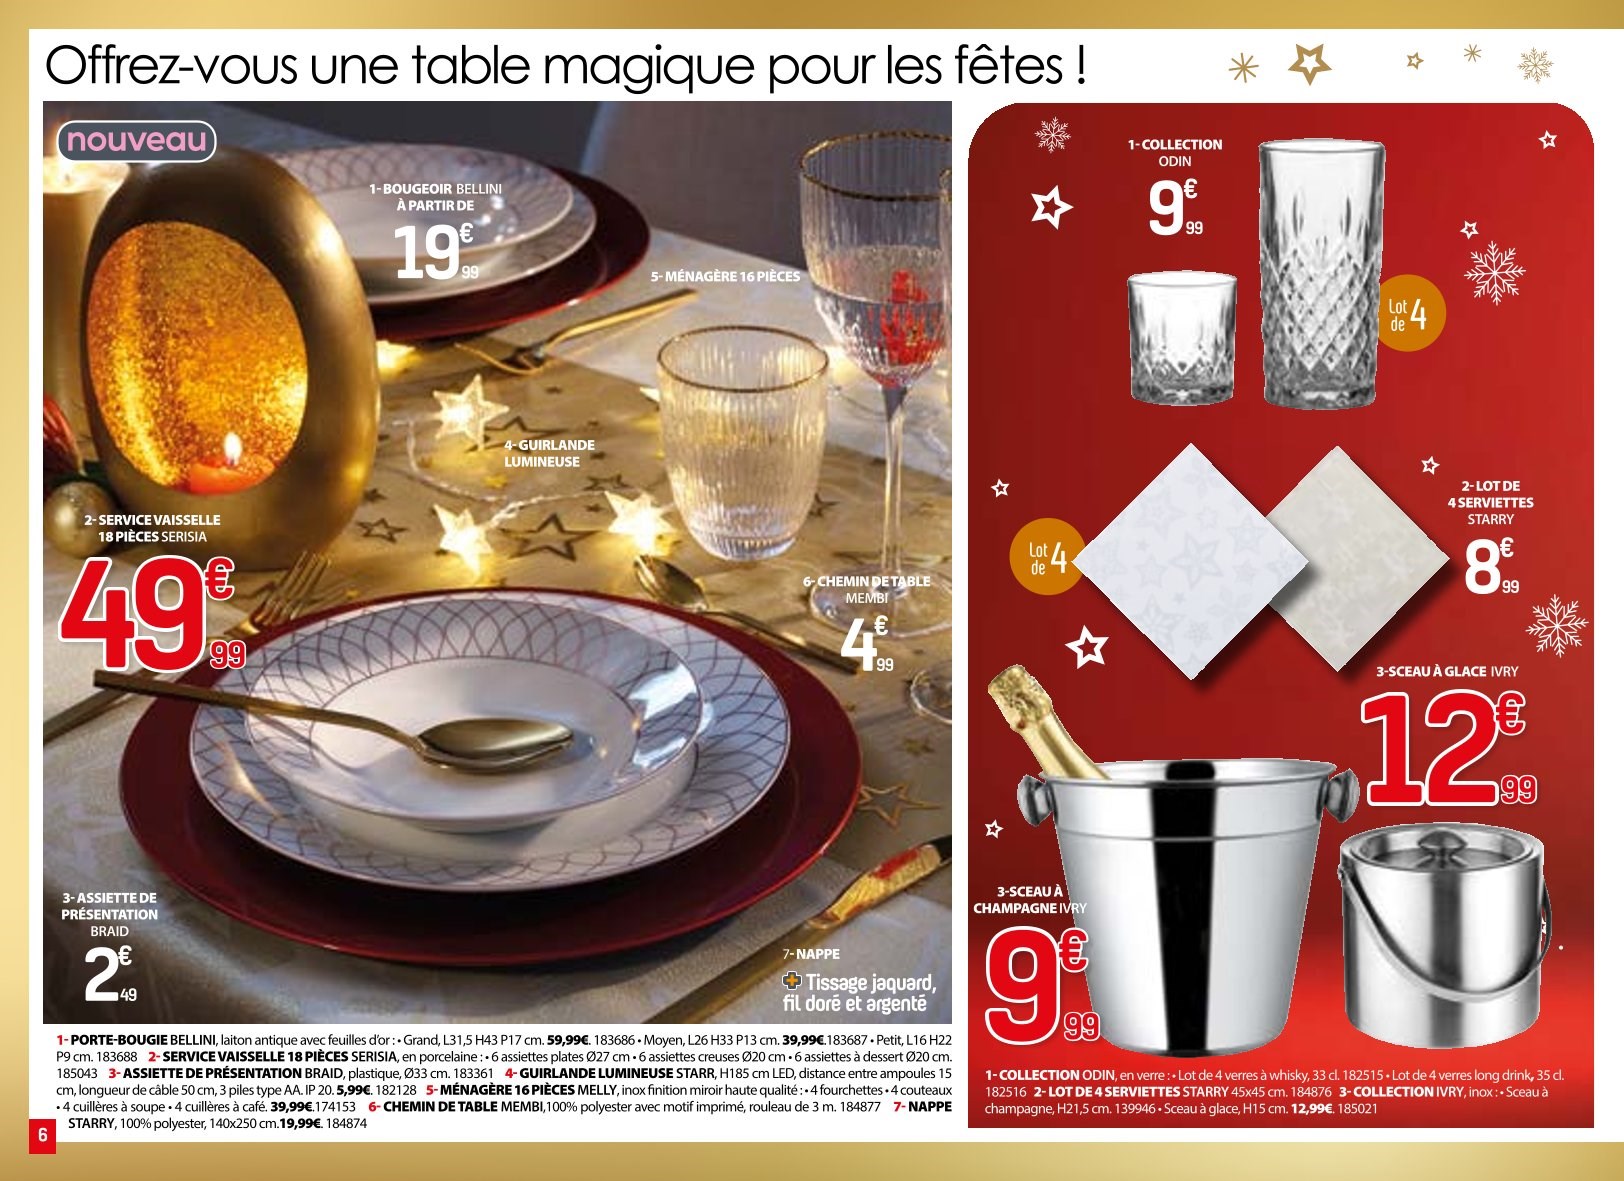 Offrez-vous une table magique pour les fêtes !
nouveau
1- BOUGEOIR BELLINI
À PARTIR DE
19€99
5- MÉNAGÈRE 16 PIÈCES
4- GUIRLANDE
LUMINEUSE
2- SERVICE VAISSELLE
18 PIÈCES SERISIA
49€99
6- CHEMIN DE TABLE
MEMBI
4€99
3- ASSIETTE DE
PRÉSENTATION
BRAID
2€49
7- NAPPE
Tissage jaquard,
fil doré et argenté
1- PORTE-BOUGIE BELLINI, laiton antique avec feuilles d'or : • Grand, L31,5 H43 P17 cm. 59,99€. 183686 • Moyen, L26 H33 P13 cm. 39,99€.183687 • Petit, L16 H22
P9 cm. 183688 2- SERVICE VAISSELLE 18 PIÈCES SERISIA, en porcelaine : • 6 assiettes plates Ø27 cm • 6 assiettes creuses Ø20 cm • 6 assiettes à dessert Ø20 cm.
185043 3- ASSIETTE DE PRÉSENTATION BRAID, plastique, Ø33 cm. 183361 4- GUIRLANDE LUMINEUSE STARR, H185 cm LED, distance entre ampoules 15
cm, longueur de câble 50 cm, 3 piles type AA. IP 20. 5,99€. 182128 5- MÉNAGÈRE 16 PIÈCES MELLY, inox finition miroir haute qualité : • 4 fourchettes • 4 couteaux
• 4 cuillères à soupe • 4 cuillères à café. 39,99€.174153 6- CHEMIN DE TABLE MEMBI,100% polyester avec motif imprimé, rouleau de 3 m. 184877 7- NAPPE
STARRY, 100% polyester, 140x250 cm.19,99€. 184874
6
1- COLLECTION
ODIN
9€99
Lot
de 4
2- LOT DE
4 SERVIETTES
STARRY
8€99
Lot
de 4
3-SCEAU À GLACE IVRY
12€99
3-SCEAU À
CHAMPAGNE IVRY
9€99
1- COLLECTION ODIN, en verre : • Lot de 4 verres à whisky, 33 cl. 182515 • Lot de 4 verres long drink, 35 cl.
182516 2- LOT DE 4 SERVIETTES STARRY 45x45 cm. 184876 3- COLLECTION IVRY, inox : • Sceau à
champagne, H21,5 cm. 139946 • Sceau à glace, H15 cm. 12,99€. 185021